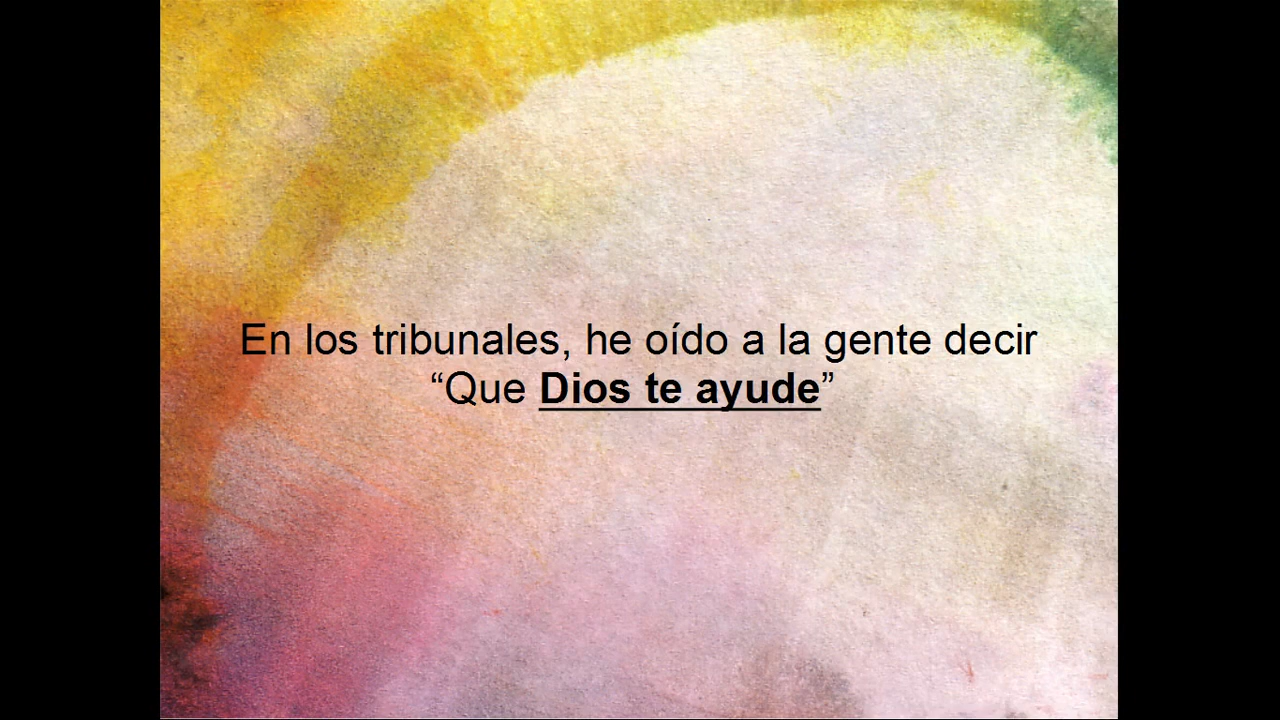 En los tribunales, he oído a la gente decir
“Que Dios te ayude”